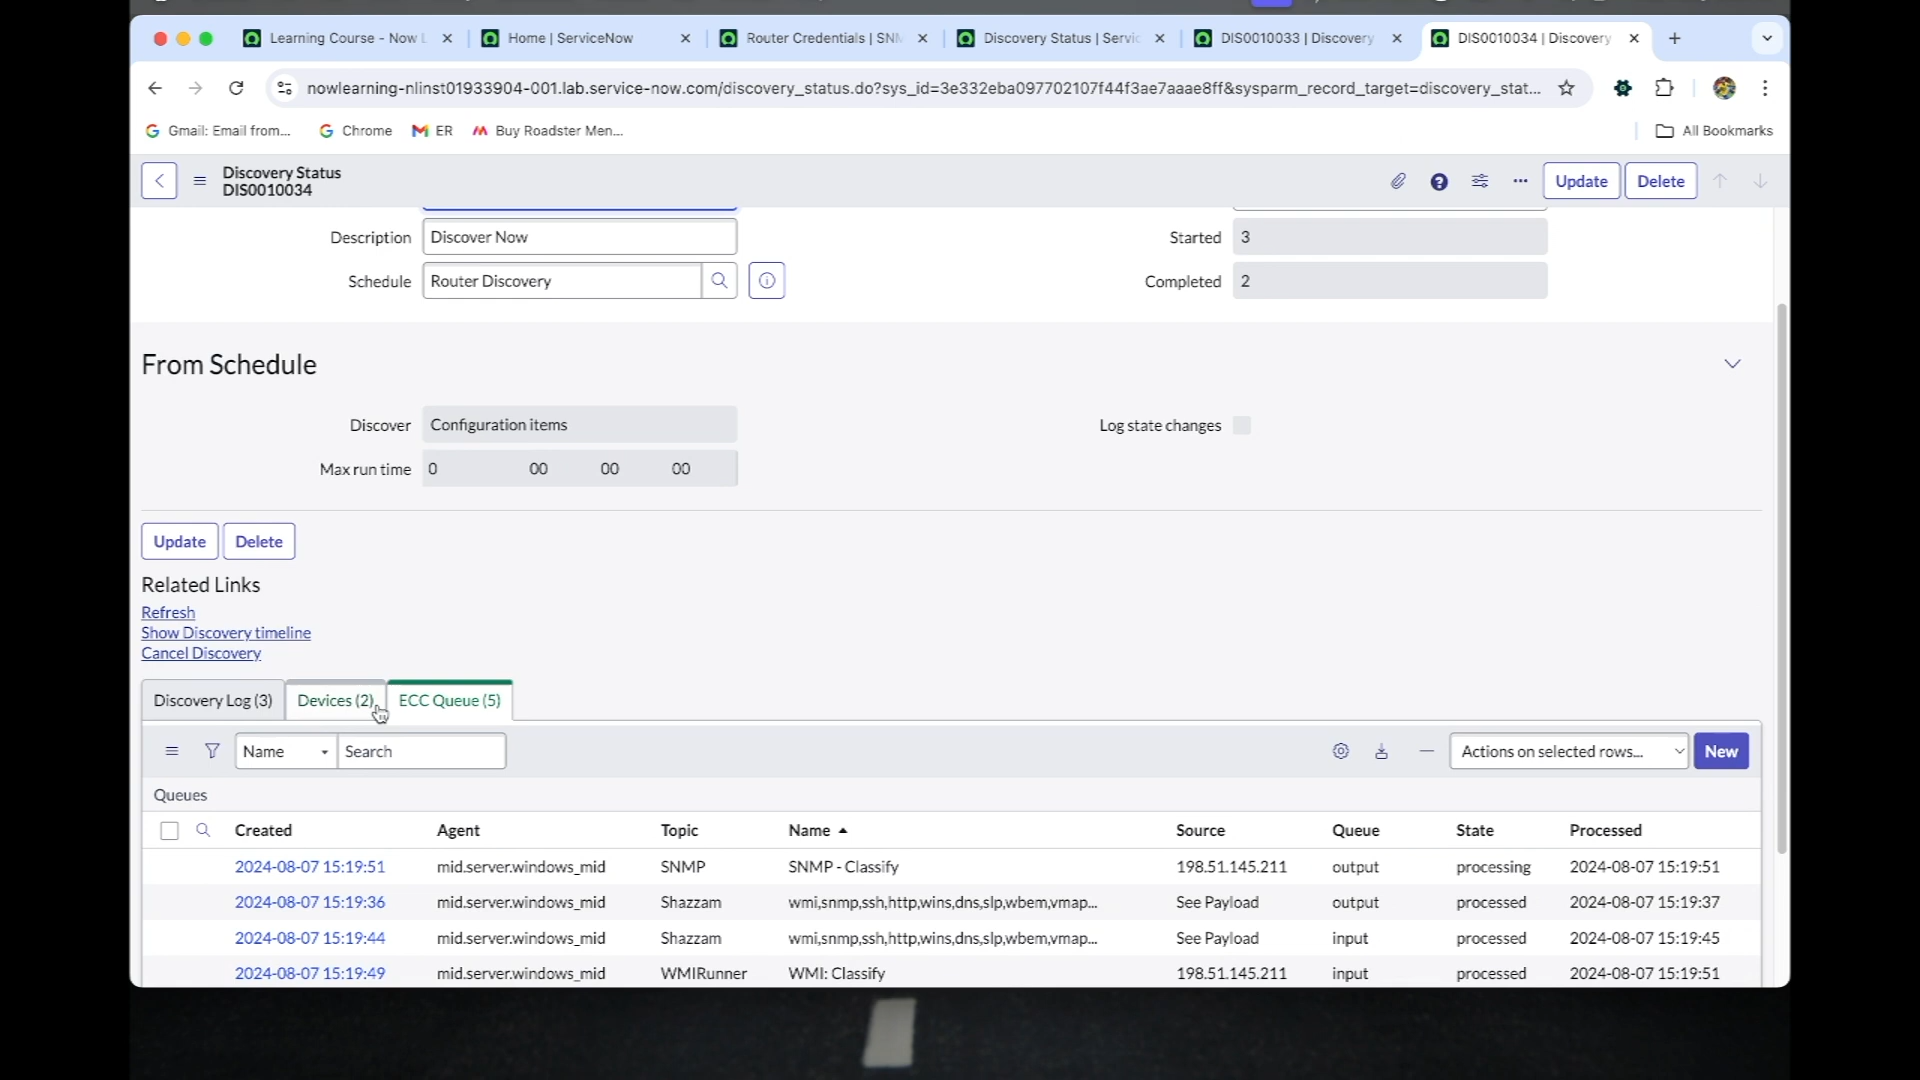 Learning Course - Now L
Home | ServiceNow
Router Credentials | SNM
Discovery Status | Servic
DIS0010033 | Discovery
DIS0010034 | Discovery
nowlearning-nlinst01933904-001.lab.service-now.com/discovery_status.do?sys_id=3e332eba097702107f44f3ae7aaae8ff&sysparm_record_target=discovery_stat...
Gmail: Email from...
Chrome
ER
Buy Roadster Men...
All Bookmarks
Discovery Status
DIS0010034
Update
Delete
Description
Discover Now
Started
3
Schedule
Router Discovery
Completed
2
From Schedule
Discover
Configuration items
Log state changes
Max run time
0 00 00 00
Update
Delete
Related Links
Refresh
Show Discovery timeline
Cancel Discovery
Discovery Log (3)
Devices (2)
ECC Queue (5)
Name
Search
Actions on selected rows...
New
Queues
Created Agent Topic Name Source Queue State Processed
2024-08-07 15:19:51 mid.server.windows_mid SNMP SNMP - Classify 198.51.145.211 output processing 2024-08-07 15:19:51
2024-08-07 15:19:36 mid.server.windows_mid Shazzam wmi,snmp,ssh,http,wins,dns,slp,wbem,vmap... See Payload output processed 2024-08-07 15:19:37
2024-08-07 15:19:44 mid.server.windows_mid Shazzam wmi,snmp,ssh,http,wins,dns,slp,wbem,vmap... See Payload input processed 2024-08-07 15:19:45
2024-08-07 15:19:49 mid.server.windows_mid WMIRunner WMI: Classify 198.51.145.211 input processed 2024-08-07 15:19:51